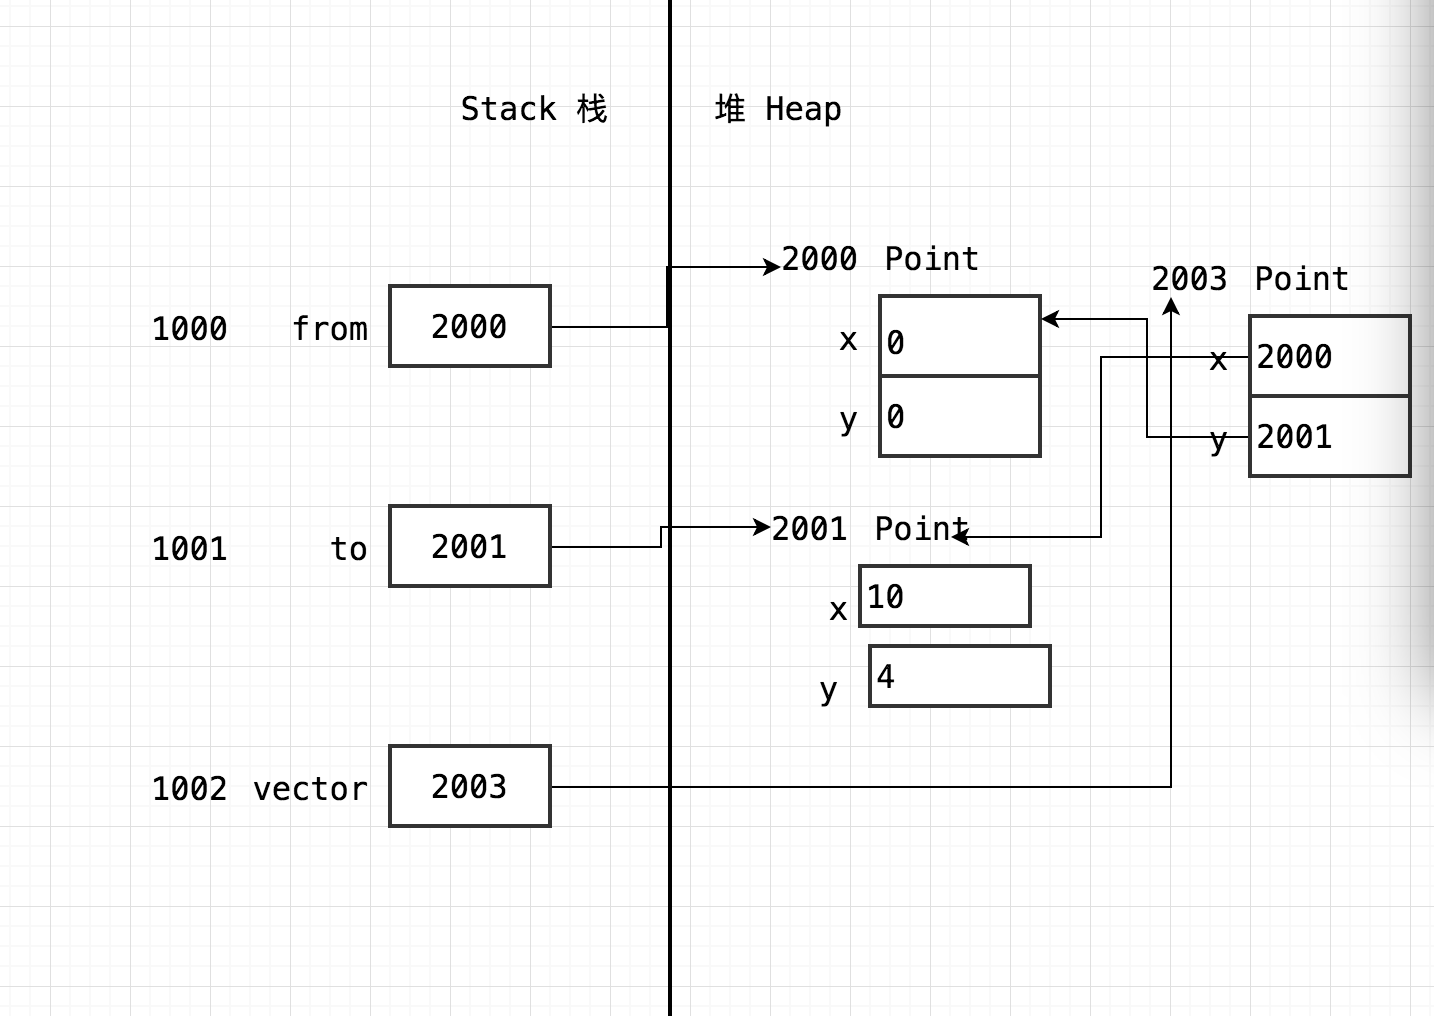 Stack 栈
堆 Heap
2000 Point
2003 Point
1000 from 2000
x 0
x 2000
y 0
y 2001
1001 to 2001
2001 Point
x 10
y 4
1002 vector 2003